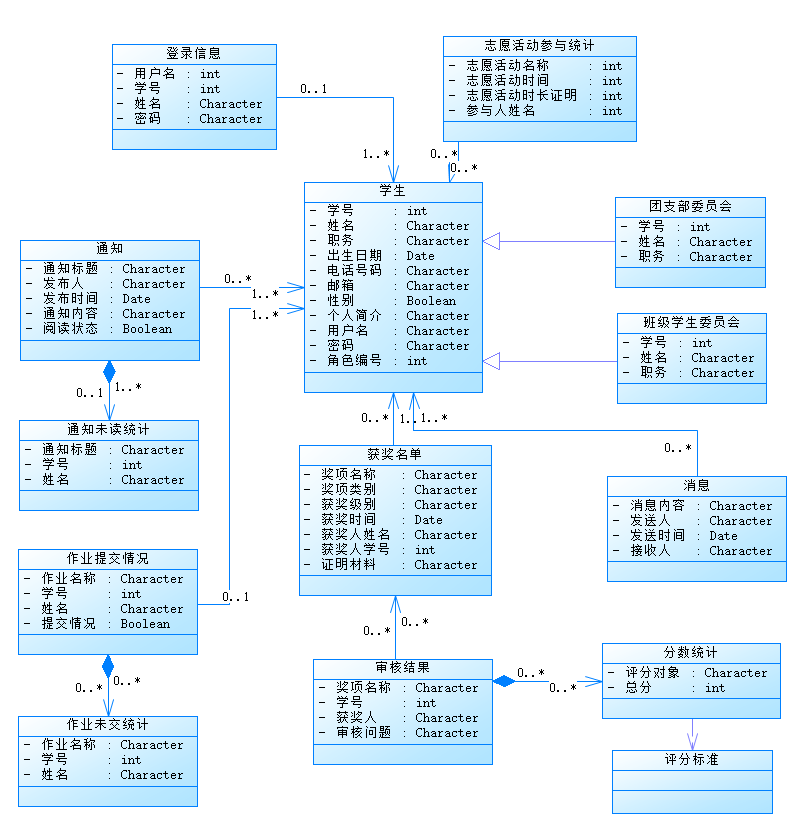 登录信息
- 用户名 : int
- 学号 : int
- 姓名 : Character
- 密码 : Character
志愿活动参与统计
- 志愿活动名称 : int
- 志愿活动时间 : int
- 志愿活动时长证明 : int
- 参与人姓名 : int
0..1
1..*
0..*
0..*
学生
- 学号 : int
- 姓名 : Character
- 职务 : Character
- 出生日期 : Date
- 电话号码 : Character
- 邮箱 : Character
- 性别 : Boolean
- 个人简介 : Character
- 用户名 : Character
- 密码 : Character
- 角色编号 : int
团支部委员会
- 学号 : int
- 姓名 : Character
- 职务 : Character
通知
- 通知标题 : Character
- 发布人 : Character
- 发布时间 : Date
- 通知内容 : Character
- 阅读状态 : Boolean
0..*
1..*
1..*
班级学生委员会
- 学号 : int
- 姓名 : Character
- 职务 : Character
0..1
1..*
通知未读统计
- 通知标题 : Character
- 学号 : int
- 姓名 : Character
0..*
1..*
1..*
获奖名单
- 奖项名称 : Character
- 奖项类别 : Character
- 获奖级别 : Character
- 获奖时间 : Date
- 获奖人姓名 : Character
- 获奖人学号 : int
- 证明材料 : Character
0..*
消息
- 消息内容 : Character
- 发送人 : Character
- 发送时间 : Date
- 接收人 : Character
作业提交情况
- 作业名称 : Character
- 学号 : int
- 姓名 : Character
- 提交情况 : Boolean
0..1
0..*
0..*
0..*
0..*
作业未交统计
- 作业名称 : Character
- 学号 : int
- 姓名 : Character
审核结果
- 奖项名称 : Character
- 学号 : int
- 获奖人 : Character
- 审核问题 : Character
0..*
0..*
分数统计
- 评分对象 : Character
- 总分 : int
评分标准